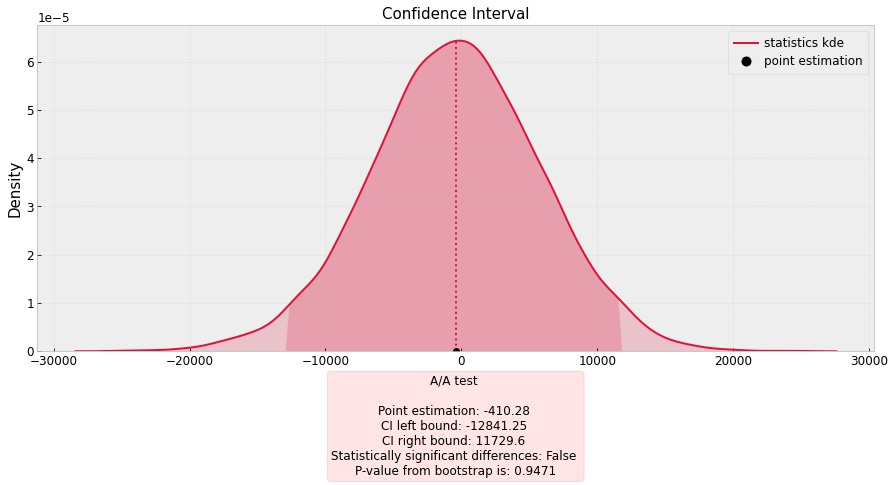 Confidence Interval
1e−5
statistics kde
point estimation
Density
6
5
4
3
2
1
0
−30000
−20000
−10000
0
10000
20000
30000
A/A test
Point estimation: -410.28
CI left bound: -12841.25
CI right bound: 11729.6
Statistically significant differences: False
P-value from bootstrap is: 0.9471